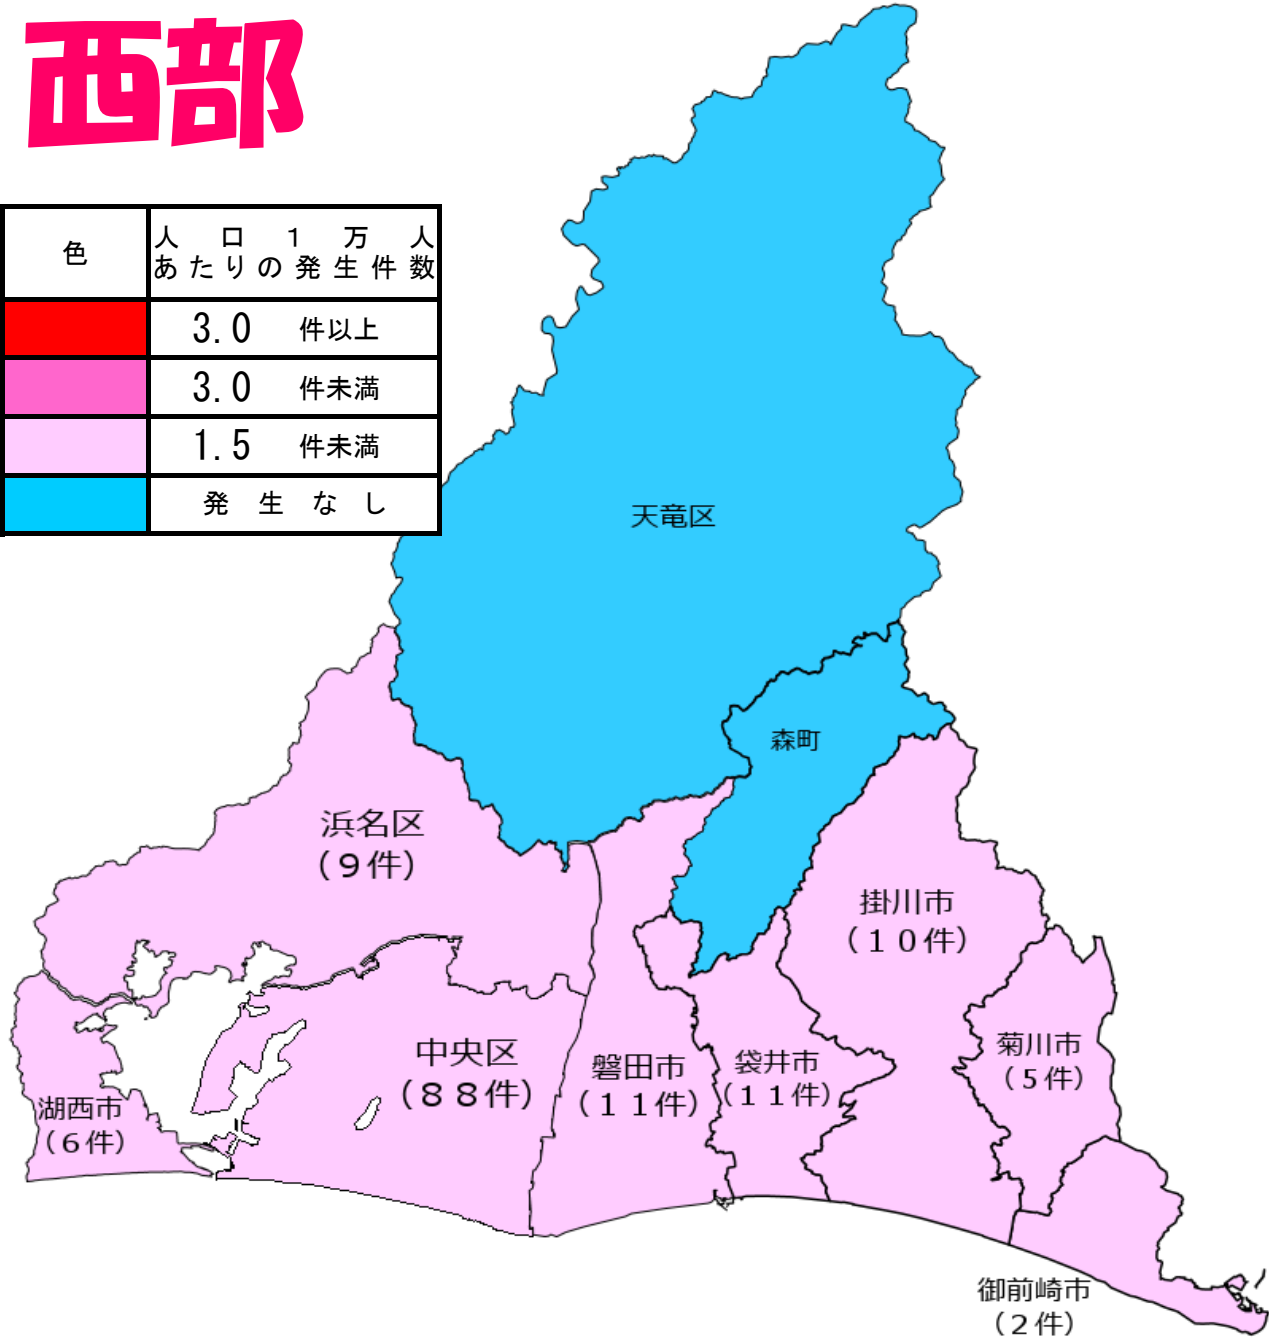 西部
色
人口１万人
あたりの発生件数
3.0 件以上
3.0 件未満
1.5 件未満
発生なし
天竜区
森町
浜名区
（９件）
掛川市
（１０件）
中央区
（８８件）
磐田市
（１１件）
袋井市
（１１件）
菊川市
（５件）
湖西市
（６件）
御前崎市
（２件）